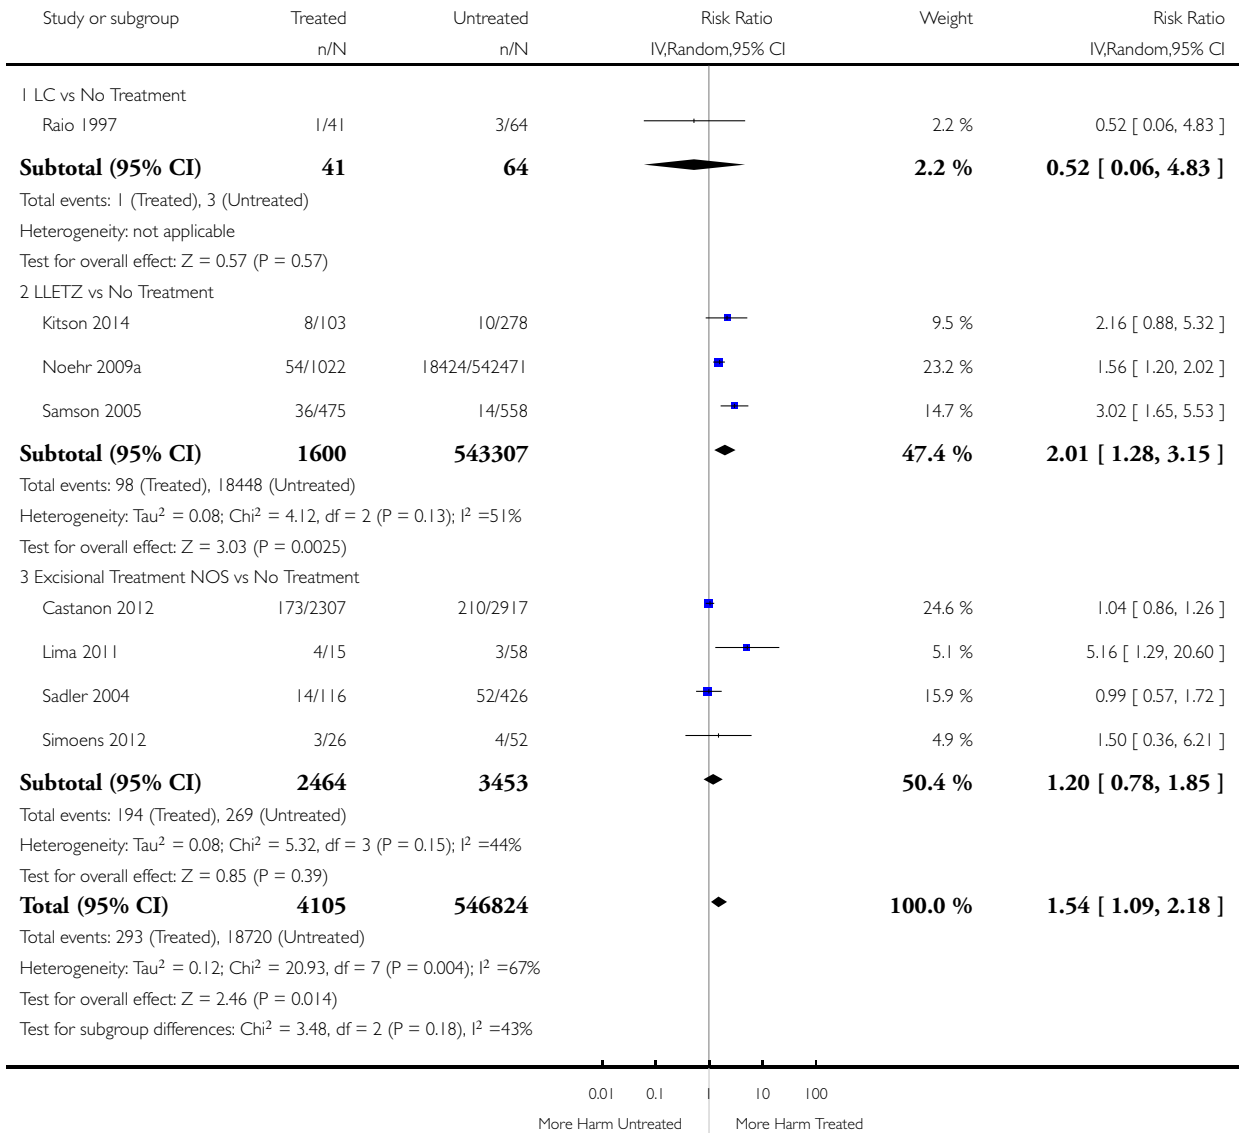 Study or subgroup Treated Untreated Risk Ratio Weight Risk Ratio
n/N n/N IV,Random,95% CI IV,Random,95% CI
1 LC vs No Treatment
Raio 1997 1/41 3/64 2.2 % 0.52 [ 0.06, 4.83 ]
Subtotal (95% CI) 41 64 2.2 % 0.52 [ 0.06, 4.83 ]
Total events: 1 (Treated), 3 (Untreated)
Heterogeneity: not applicable
Test for overall effect: Z = 0.57 (P = 0.57)
2 LLETZ vs No Treatment
Kitson 2014 8/103 10/278 9.5 % 2.16 [ 0.88, 5.32 ]
Noehr 2009a 54/1022 18424/542471 23.2 % 1.56 [ 1.20, 2.02 ]
Samson 2005 36/475 14/558 14.7 % 3.02 [ 1.65, 5.53 ]
Subtotal (95% CI) 1600 543307 47.4 % 2.01 [ 1.28, 3.15 ]
Total events: 98 (Treated), 18448 (Untreated)
Heterogeneity: Tau² = 0.08; Chi² = 4.12, df = 2 (P = 0.13); I² =51%
Test for overall effect: Z = 3.03 (P = 0.0025)
3 Excisional Treatment NOS vs No Treatment
Castanon 2012 173/2307 210/2917 24.6 % 1.04 [ 0.86, 1.26 ]
Lima 2011 4/15 3/58 5.1 % 5.16 [ 1.29, 20.60 ]
Sadler 2004 14/116 52/426 15.9 % 0.99 [ 0.57, 1.72 ]
Simoens 2012 3/26 4/52 4.9 % 1.50 [ 0.36, 6.21 ]
Subtotal (95% CI) 2464 3453 50.4 % 1.20 [ 0.78, 1.85 ]
Total events: 194 (Treated), 269 (Untreated)
Heterogeneity: Tau² = 0.08; Chi² = 5.32, df = 3 (P = 0.15); I² =44%
Test for overall effect: Z = 0.85 (P = 0.39)
Total (95% CI) 4105 546824 100.0 % 1.54 [ 1.09, 2.18 ]
Total events: 293 (Treated), 18720 (Untreated)
Heterogeneity: Tau² = 0.12; Chi² = 20.93, df = 7 (P = 0.004); I² =67%
Test for overall effect: Z = 2.46 (P = 0.014)
Test for subgroup differences: Chi² = 3.48, df = 2 (P = 0.18), I² =43%
0.01 0.1 1 10 100
More Harm Untreated More Harm Treated